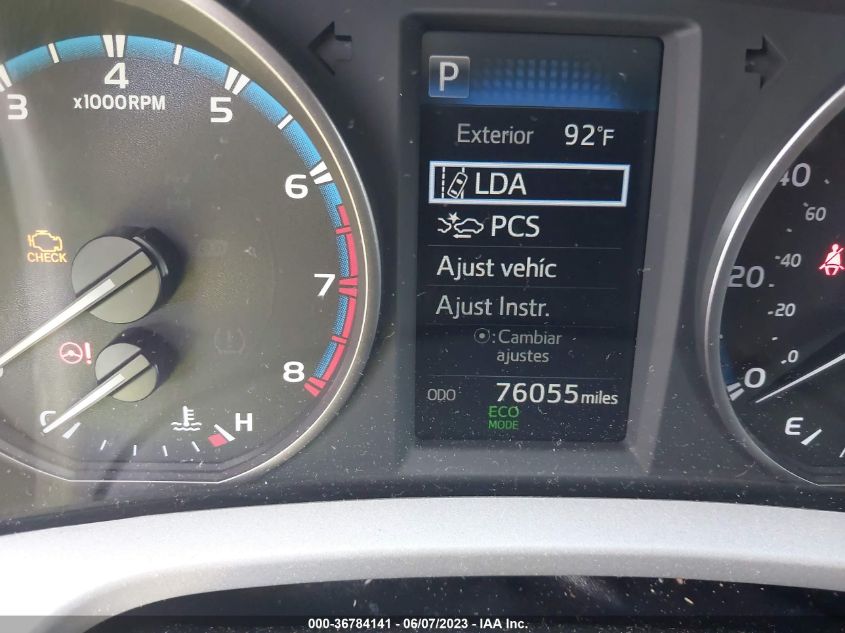 3
4
x1000RPM
5
6
7
8
CHECK
!
C
H
P
Exterior 92°F
LDA
PCS
Ajust vehíc
Ajust Instr.
:Cambiar
ajustes
ODO 76055 miles
ECO
MODE
40
60
40
20
20
0
0
E
000-36784141 - 06/07/2023 - IAA Inc.